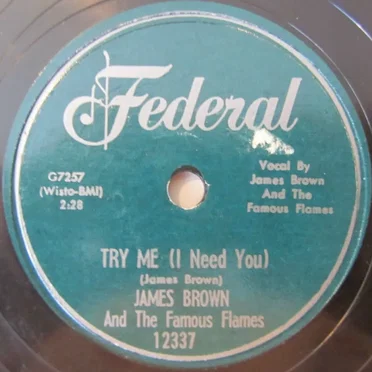 Federal
G7257
(Wisto-BMI)
2:28
Vocal By
James Brown
And The
Famous Flames
TRY ME (I Need You)
(James Brown)
JAMES BROWN
And The Famous Flames
12337